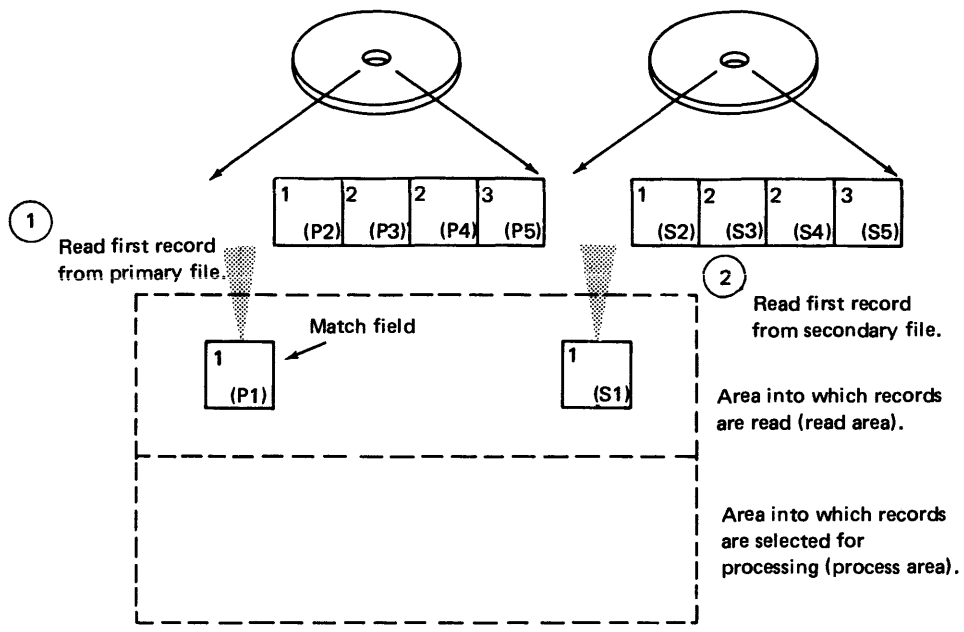 1 2 2 3
(P2) (P3) (P4) (P5)
1 2 2 3
(S2) (S3) (S4) (S5)
1
Read first record
from primary file.
2
Read first record
from secondary file.
Match field
1
(P1)
1
(S1)
Area into which records
are read (read area).
Area into which records
are selected for
processing (process area).